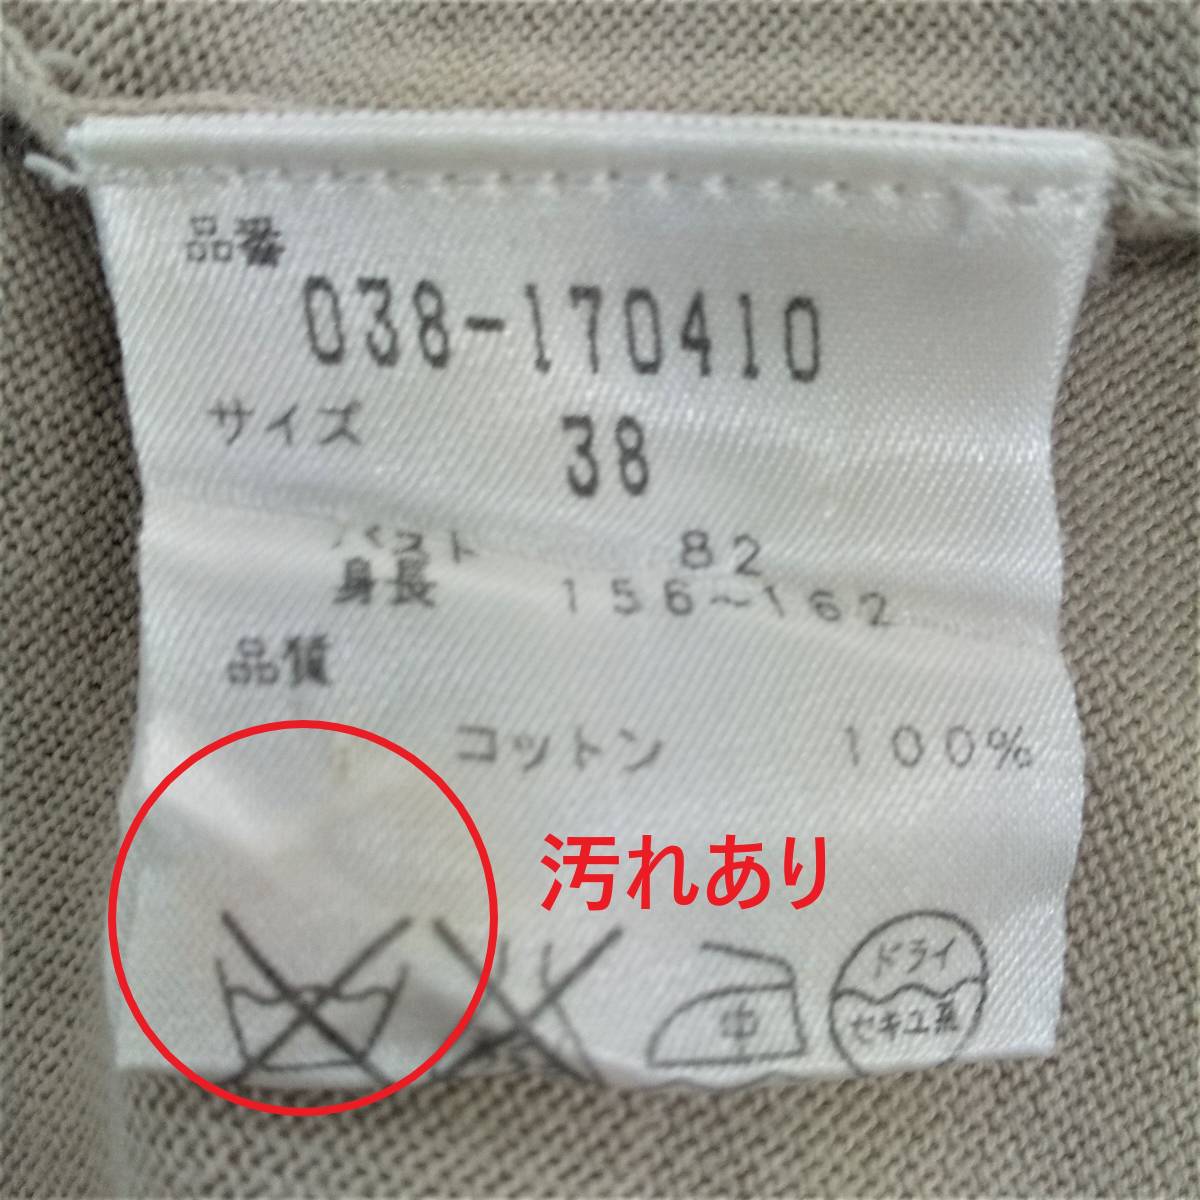 品番
038-170410
サイズ 38
バスト 82
身長 156~162
品質
コットン 100%
汚れあり
中
ドライ
セキユ系